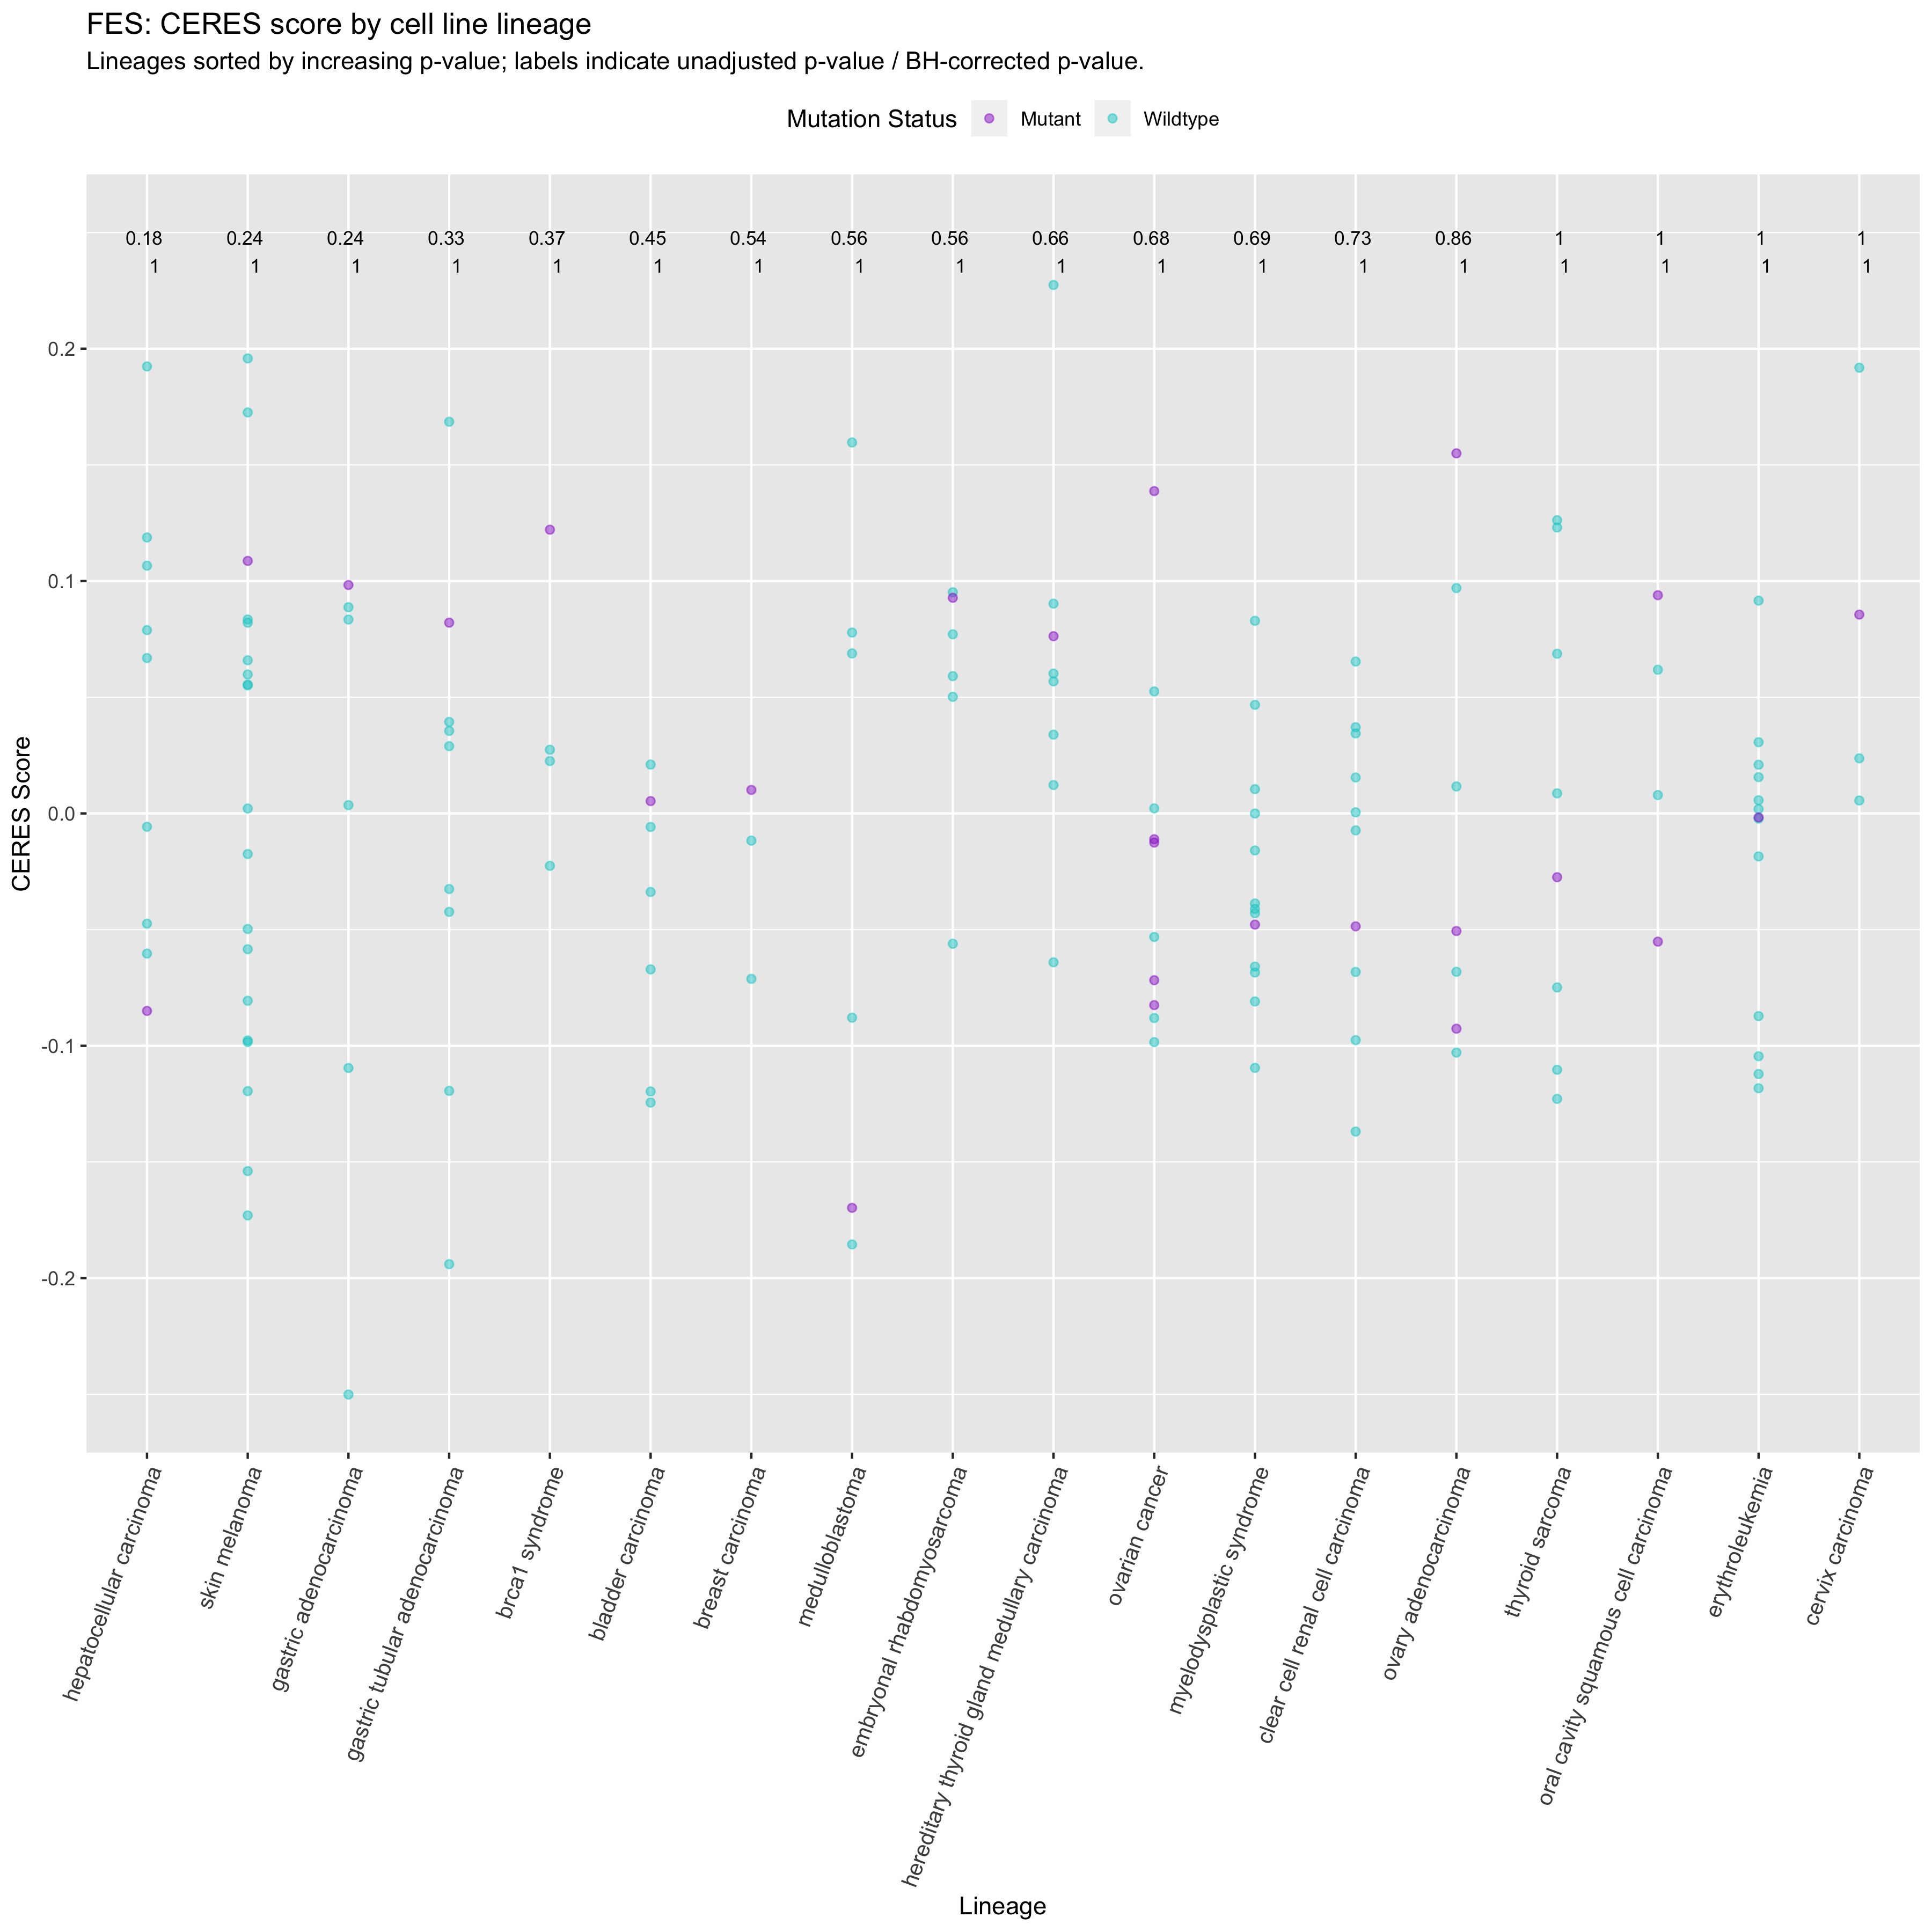 FES: CERES score by cell line lineage
Lineages sorted by increasing p-value; labels indicate unadjusted p-value / BH-corrected p-value.
Mutation Status Mutant Wildtype
0.18 0.24 0.24 0.33 0.37 0.45 0.54 0.56 0.56 0.66 0.68 0.69 0.73 0.86 1 1 1 1
1 1 1 1 1 1 1 1 1 1 1 1 1 1 1 1 1 1
CERES Score
0.2
0.1
0.0
-0.1
-0.2
hepatocellular carcinoma
skin melanoma
gastric adenocarcinoma
gastric tubular adenocarcinoma
brca1 syndrome
bladder carcinoma
breast carcinoma
medulloblastoma
embryonal rhabdomyosarcoma
hereditary thyroid gland medullary carcinoma
ovarian cancer
myelodysplastic syndrome
clear cell renal cell carcinoma
ovary adenocarcinoma
thyroid sarcoma
oral cavity squamous cell carcinoma
erythroleukemia
cervix carcinoma
Lineage